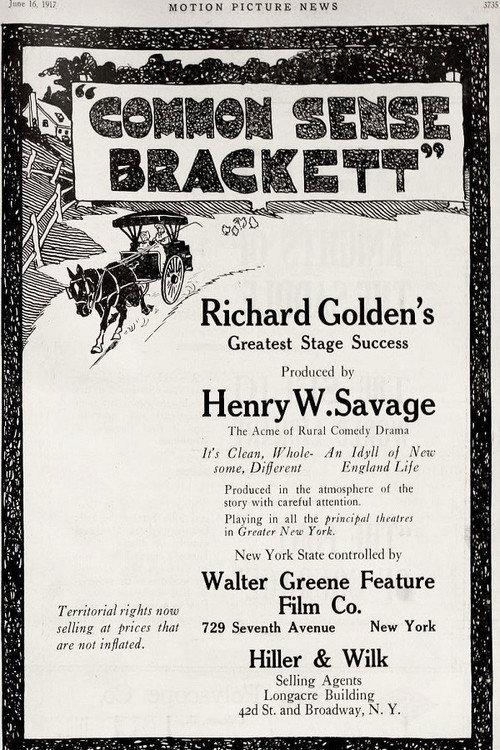 June 16, 1917
MOTION PICTURE NEWS
3735
"COMMON SENSE
BRACKETT"
Richard Golden's
Greatest Stage Success
Produced by
Henry W. Savage
The Acme of Rural Comedy Drama
It's Clean, Whole-
some, Different
An Idyll of New
England Life
Produced in the atmosphere of the
story with careful attention.
Playing in all the principal theatres
in Greater New York.
New York State controlled by
Walter Greene Feature
Film Co.
729 Seventh Avenue New York
Territorial rights now
selling at prices that
are not inflated.
Hiller & Wilk
Selling Agents
Longacre Building
42d St. and Broadway, N. Y.